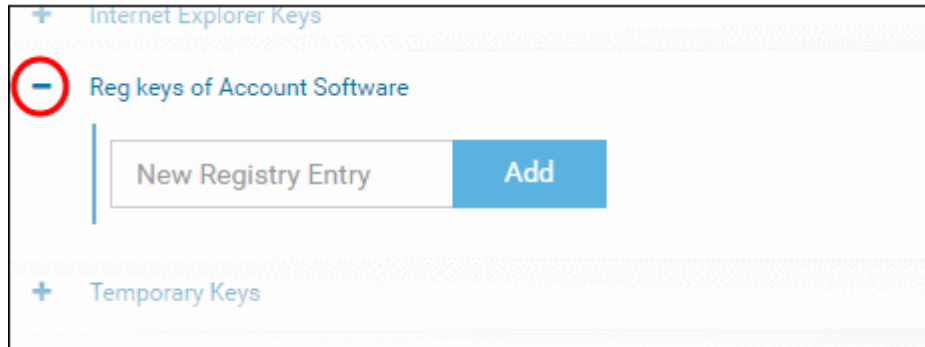 Internet Explorer Keys
Reg keys of Account Software
New Registry Entry Add
Temporary Keys